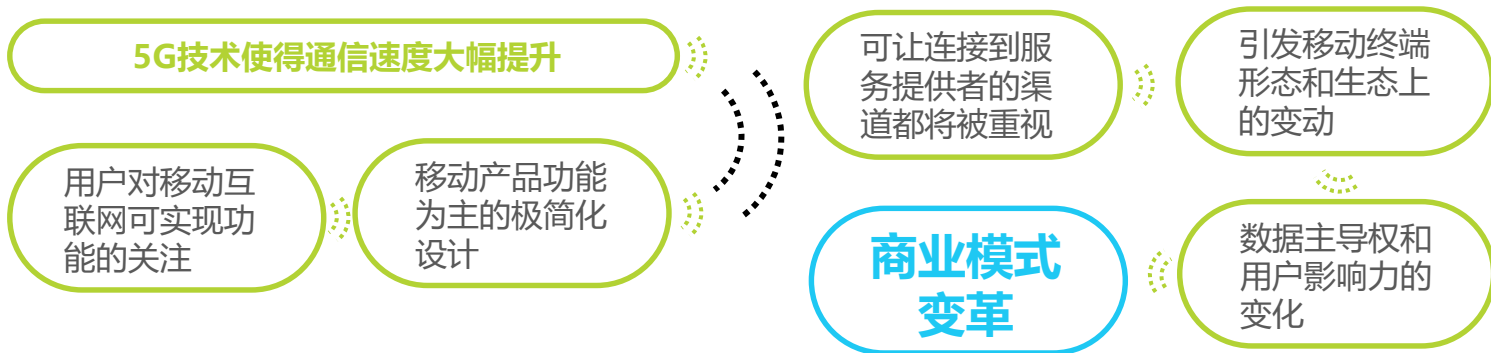 5G技术使得通信速度大幅提升
用户对移动互
联网可实现功
能的关注
移动产品功能
为主的极简化
设计
可让连接到服
务提供者的渠
道都将被重视
引发移动终端
形态和生态上
的变动
数据主导权和
用户影响力的
变化
商业模式
变革